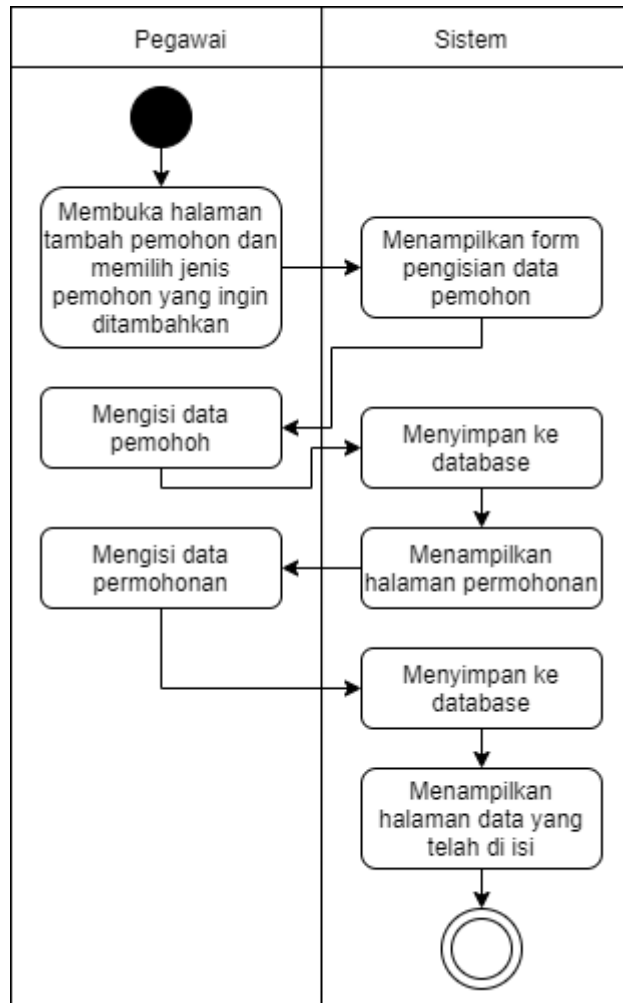 Pegawai
Sistem
Membuka halaman
tambah pemohon dan
memilih jenis
pemohon yang ingin
ditambahkan
Menampilkan form
pengisian data
pemohon
Mengisi data
pemohoh
Menyimpan ke
database
Menampilkan
halaman permohonan
Mengisi data
permohonan
Menyimpan ke
database
Menampilkan
halaman data yang
telah di isi